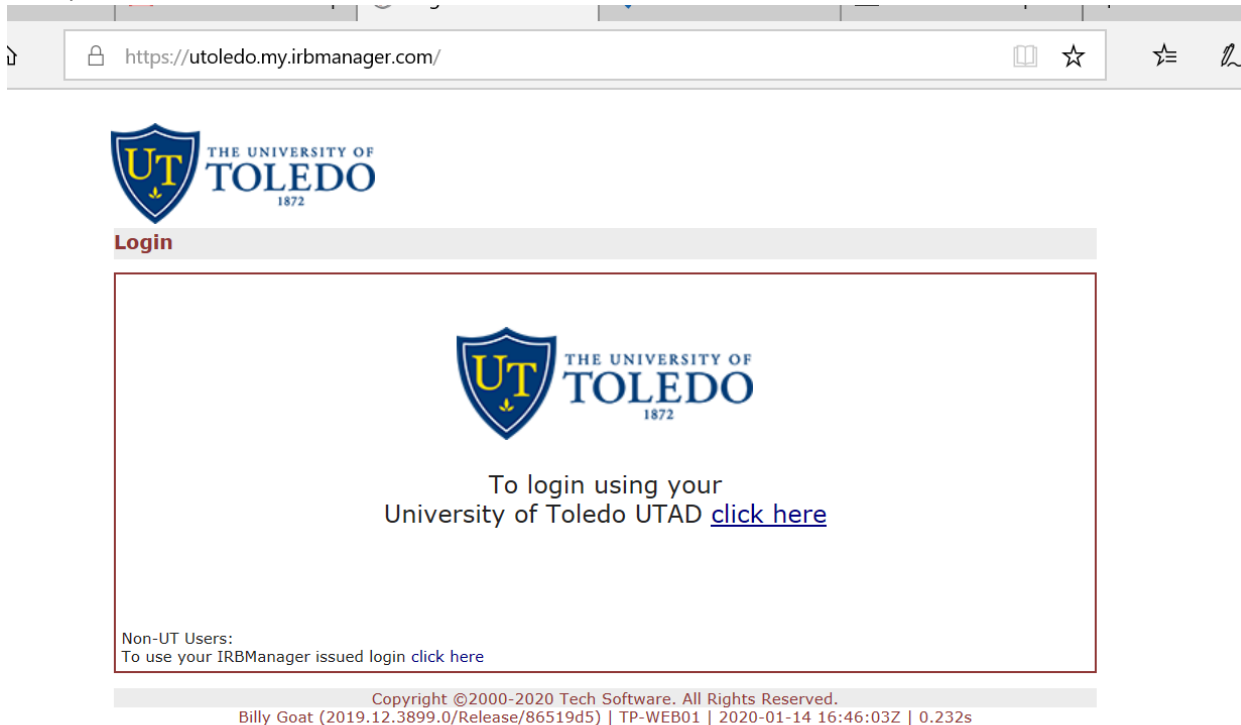 https://utoledo.my.irbmanager.com/
UT
THE UNIVERSITY OF
TOLEDO
1872
Login
UT
THE UNIVERSITY OF
TOLEDO
1872
To login using your
University of Toledo UTAD click here
Non-UT Users:
To use your IRBManager issued login click here
Copyright ©2000-2020 Tech Software. All Rights Reserved.
Billy Goat (2019.12.3899.0/Release/86519d5) | TP-WEB01 | 2020-01-14 16:46:03Z | 0.232s